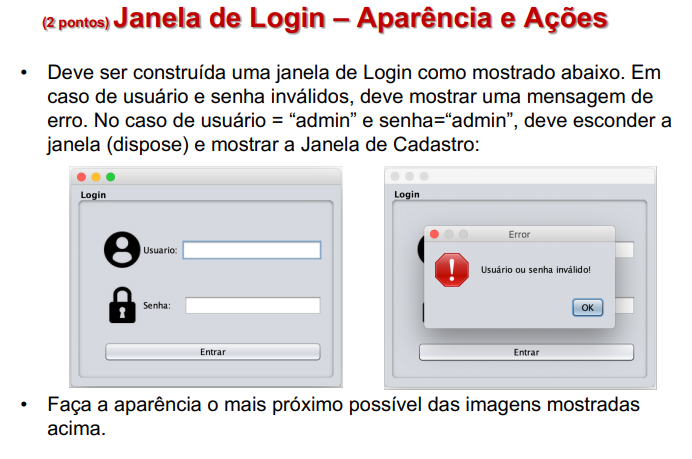 (2 pontos) Janela de Login – Aparência e Ações
• Deve ser construída uma janela de Login como mostrado abaixo. Em
caso de usuário e senha inválidos, deve mostrar uma mensagem de
erro. No caso de usuário = “admin” e senha=“admin”, deve esconder a
janela (dispose) e mostrar a Janela de Cadastro:
Login
Usuario:
Senha:
Entrar
Login
Error
Usuário ou senha inválido!
OK
Entrar
• Faça a aparência o mais próximo possível das imagens mostradas
acima.